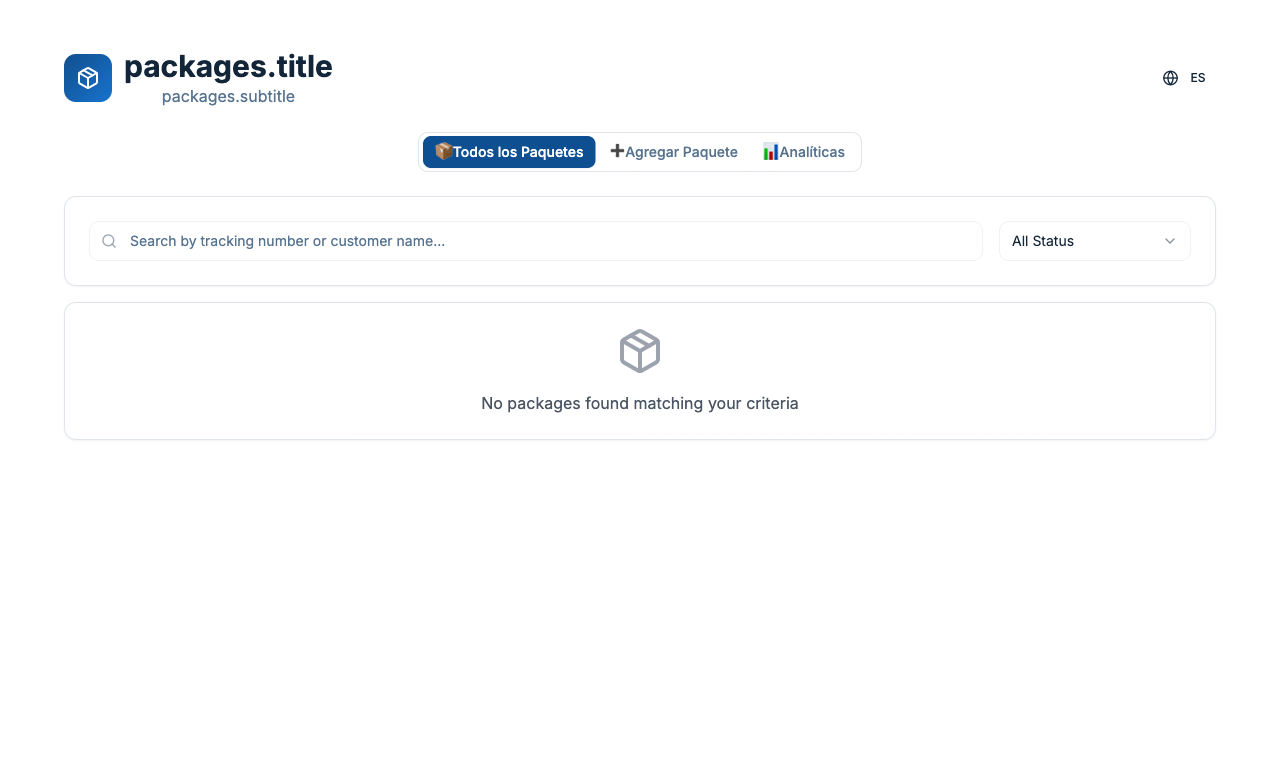 packages.title
packages.subtitle
ES
Todos los Paquetes
Agregar Paquete
Analíticas
Search by tracking number or customer name...
All Status
No packages found matching your criteria